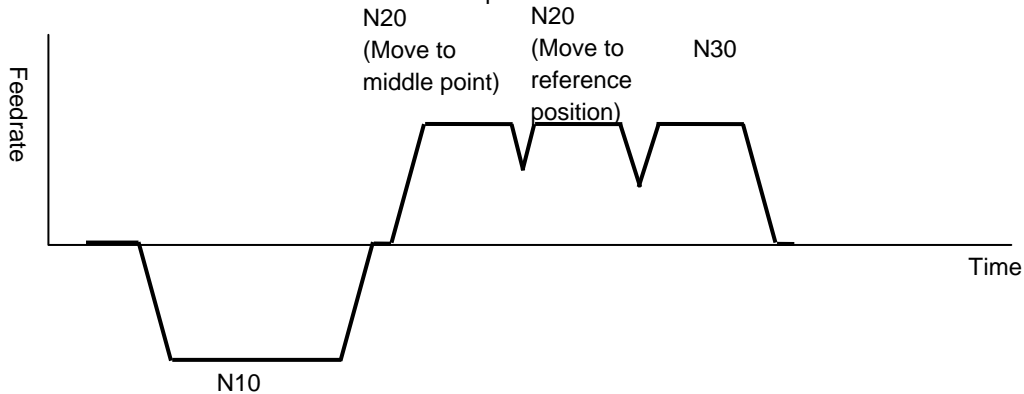 N20
(Move to
middle point)
N20
(Move to
reference
position)
N30
Feedrate
Time
N10